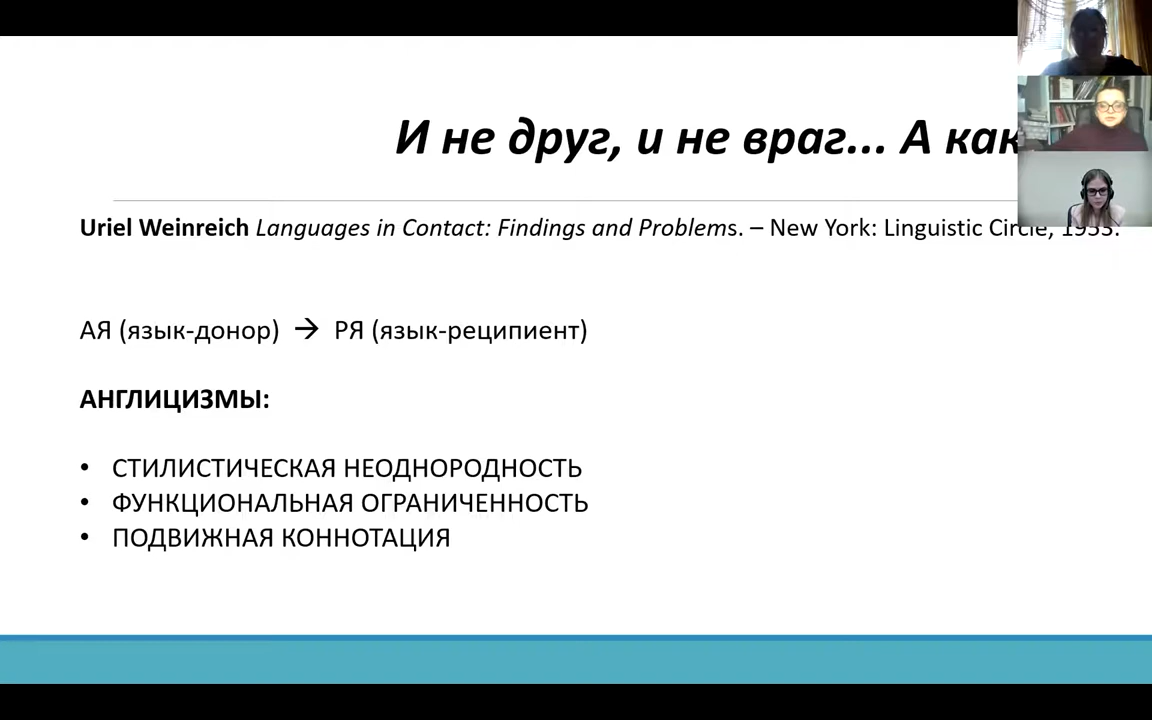 И не друг, и не враг... А как
Uriel Weinreich Languages in Contact: Findings and Problems. – New York: Linguistic Circle, 1953.
АЯ (язык-донор) → РЯ (язык-реципиент)
АНГЛИЦИЗМЫ:
• СТИЛИСТИЧЕСКАЯ НЕОДНОРОДНОСТЬ
• ФУНКЦИОНАЛЬНАЯ ОГРАНИЧЕННОСТЬ
• ПОДВИЖНАЯ КОННОТАЦИЯ